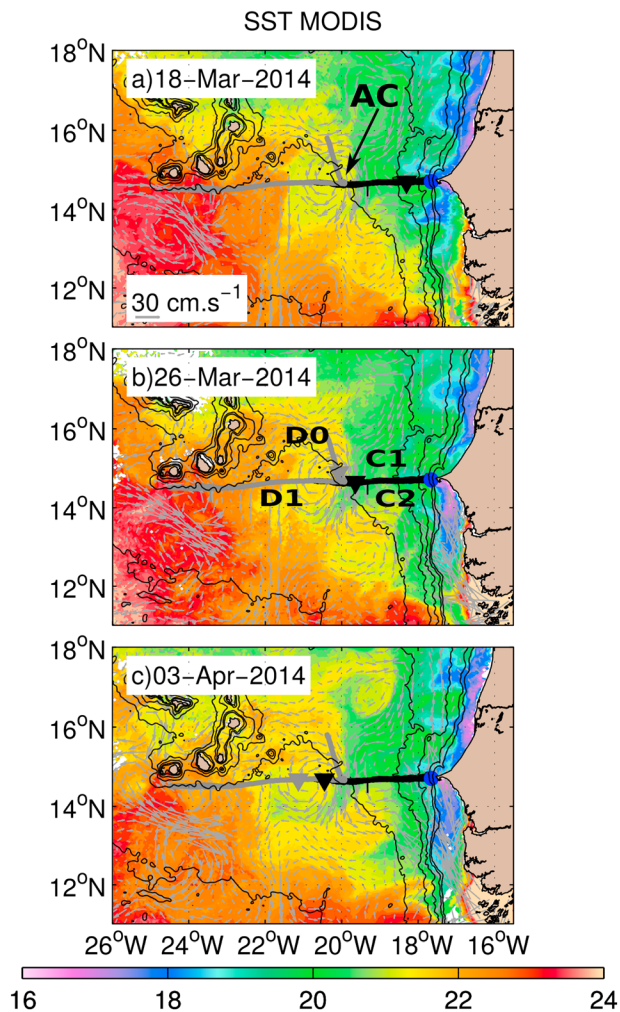 SST MODIS
18°N
a)18-Mar-2014
AC
16°N
14°N
30 cm.s⁻¹
12°N
18°N
b)26-Mar-2014
16°N
D0
C1
D1
C2
14°N
12°N
18°N
c)03-Apr-2014
16°N
14°N
12°N
26°W 24°W 22°W 20°W 18°W 16°W
16 18 20 22 24